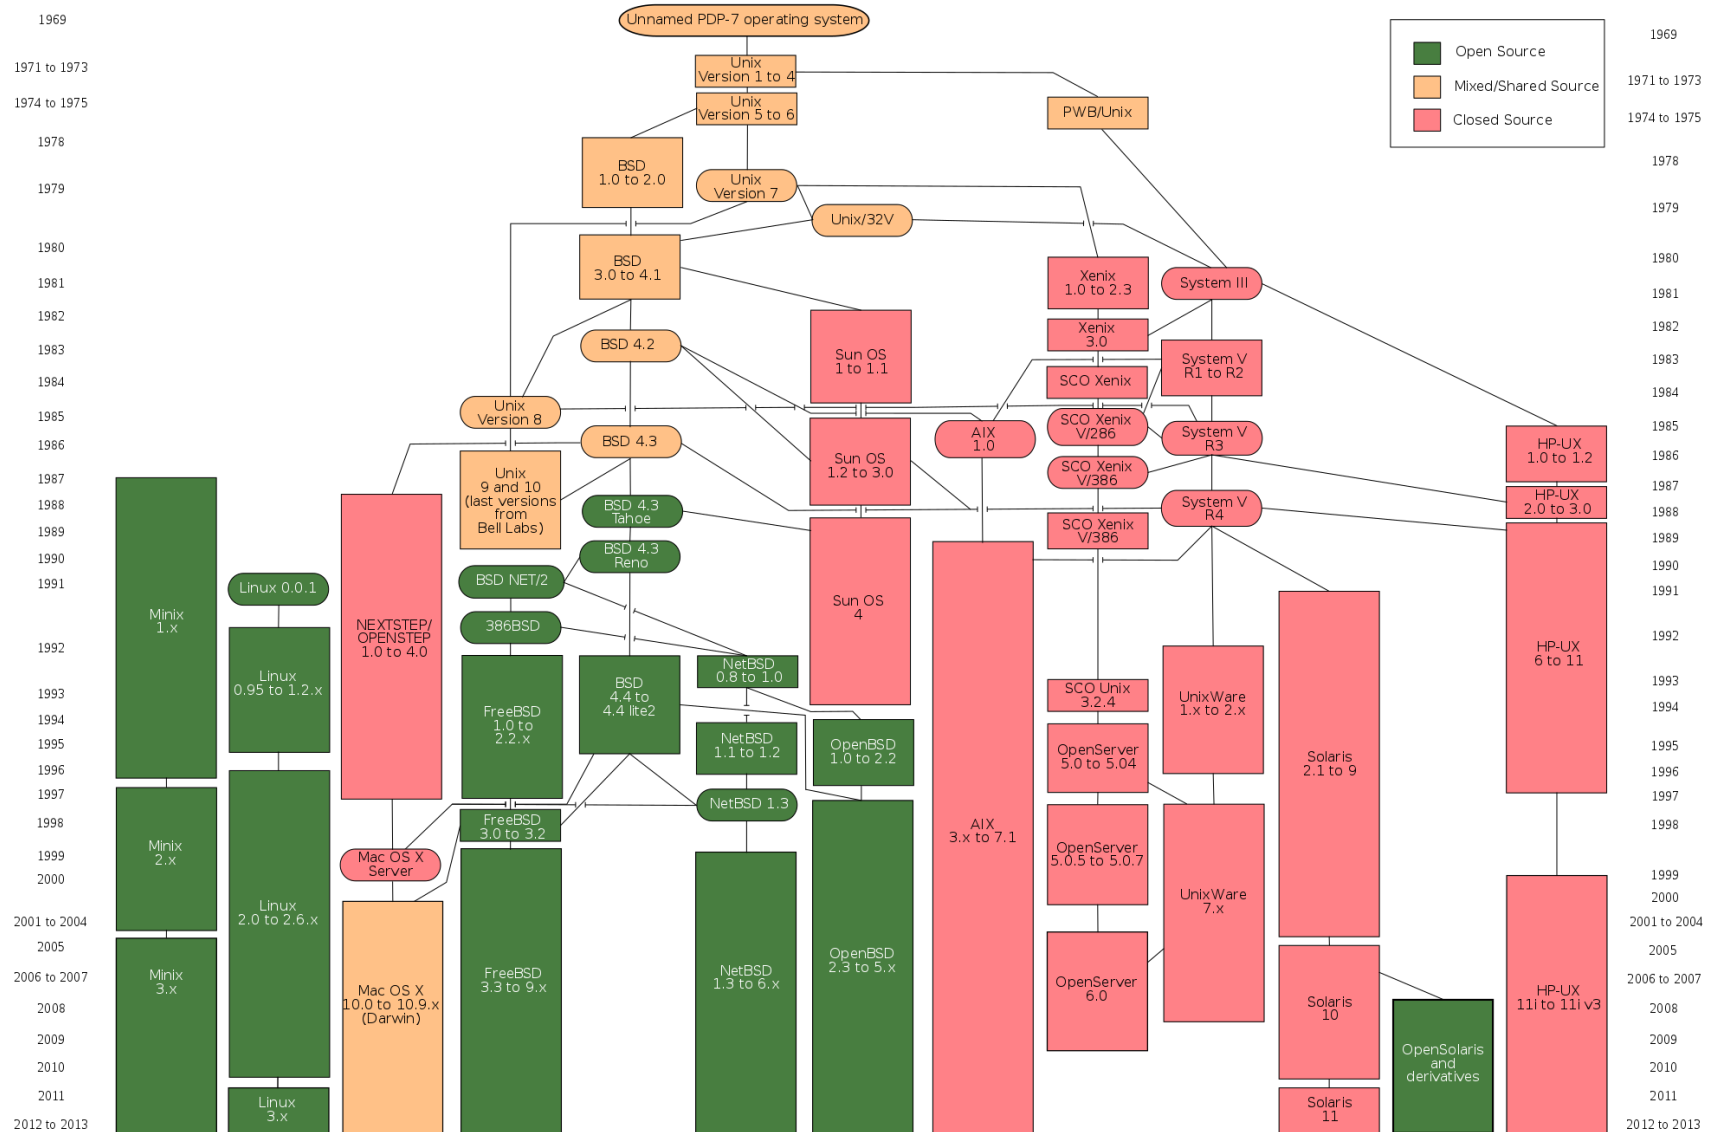 Unnamed PDP-7 operating system
Unix
Version 1 to 4
Unix
Version 5 to 6
PWB/Unix
BSD
1.0 to 2.0
Unix
Version 7
Unix/32V
BSD
3.0 to 4.1
Xenix
1.0 to 2.3
System III
Xenix
3.0
BSD 4.2
Sun OS
1 to 1.1
System V
R1 to R2
SCO Xenix
Unix
Version 8
SCO Xenix
V/286
AIX
1.0
System V
R3
BSD 4.3
HP-UX
1.0 to 1.2
Sun OS
1.2 to 3.0
SCO Xenix
V/386
Unix
9 and 10
(last versions
from
Bell Labs)
HP-UX
2.0 to 3.0
BSD 4.3
Tahoe
System V
R4
SCO Xenix
V/386
BSD 4.3
Reno
BSD NET/2
Linux 0.0.1
Minix
1.x
Sun OS
4
386BSD
NEXTSTEP/
OPENSTEP
1.0 to 4.0
HP-UX
6 to 11
NetBSD
0.8 to 1.0
Linux
0.95 to 1.2.x
BSD
4.4 to
4.4 lite2
SCO Unix
3.2.4
UnixWare
1.x to 2.x
FreeBSD
1.0 to
2.2.x
NetBSD
1.1 to 1.2
OpenBSD
1.0 to 2.2
OpenServer
5.0 to 5.04
Solaris
2.1 to 9
NetBSD 1.3
FreeBSD
3.0 to 3.2
AIX
3.x to 7.1
Minix
2.x
Mac OS X
Server
OpenServer
5.0.5 to 5.0.7
UnixWare
7.x
Linux
2.0 to 2.6.x
OpenBSD
2.3 to 5.x
Minix
3.x
FreeBSD
3.3 to 9.x
NetBSD
1.3 to 6.x
Mac OS X
10.0 to 10.9.x
(Darwin)
OpenServer
6.0
Solaris
10
HP-UX
11i to 11i v3
OpenSolaris
and
derivatives
Linux
3.x
Solaris
11
Open Source
Mixed/Shared Source
Closed Source
1969
1971 to 1973
1974 to 1975
1978
1979
1980
1981
1982
1983
1984
1985
1986
1987
1988
1989
1990
1991
1992
1993
1994
1995
1996
1997
1998
1999
2000
2001 to 2004
2005
2006 to 2007
2008
2009
2010
2011
2012 to 2013
1969
1971 to 1973
1974 to 1975
1978
1979
1980
1981
1982
1983
1984
1985
1986
1987
1988
1989
1990
1991
1992
1993
1994
1995
1996
1997
1998
1999
2000
2001 to 2004
2005
2006 to 2007
2008
2009
2010
2011
2012 to 2013